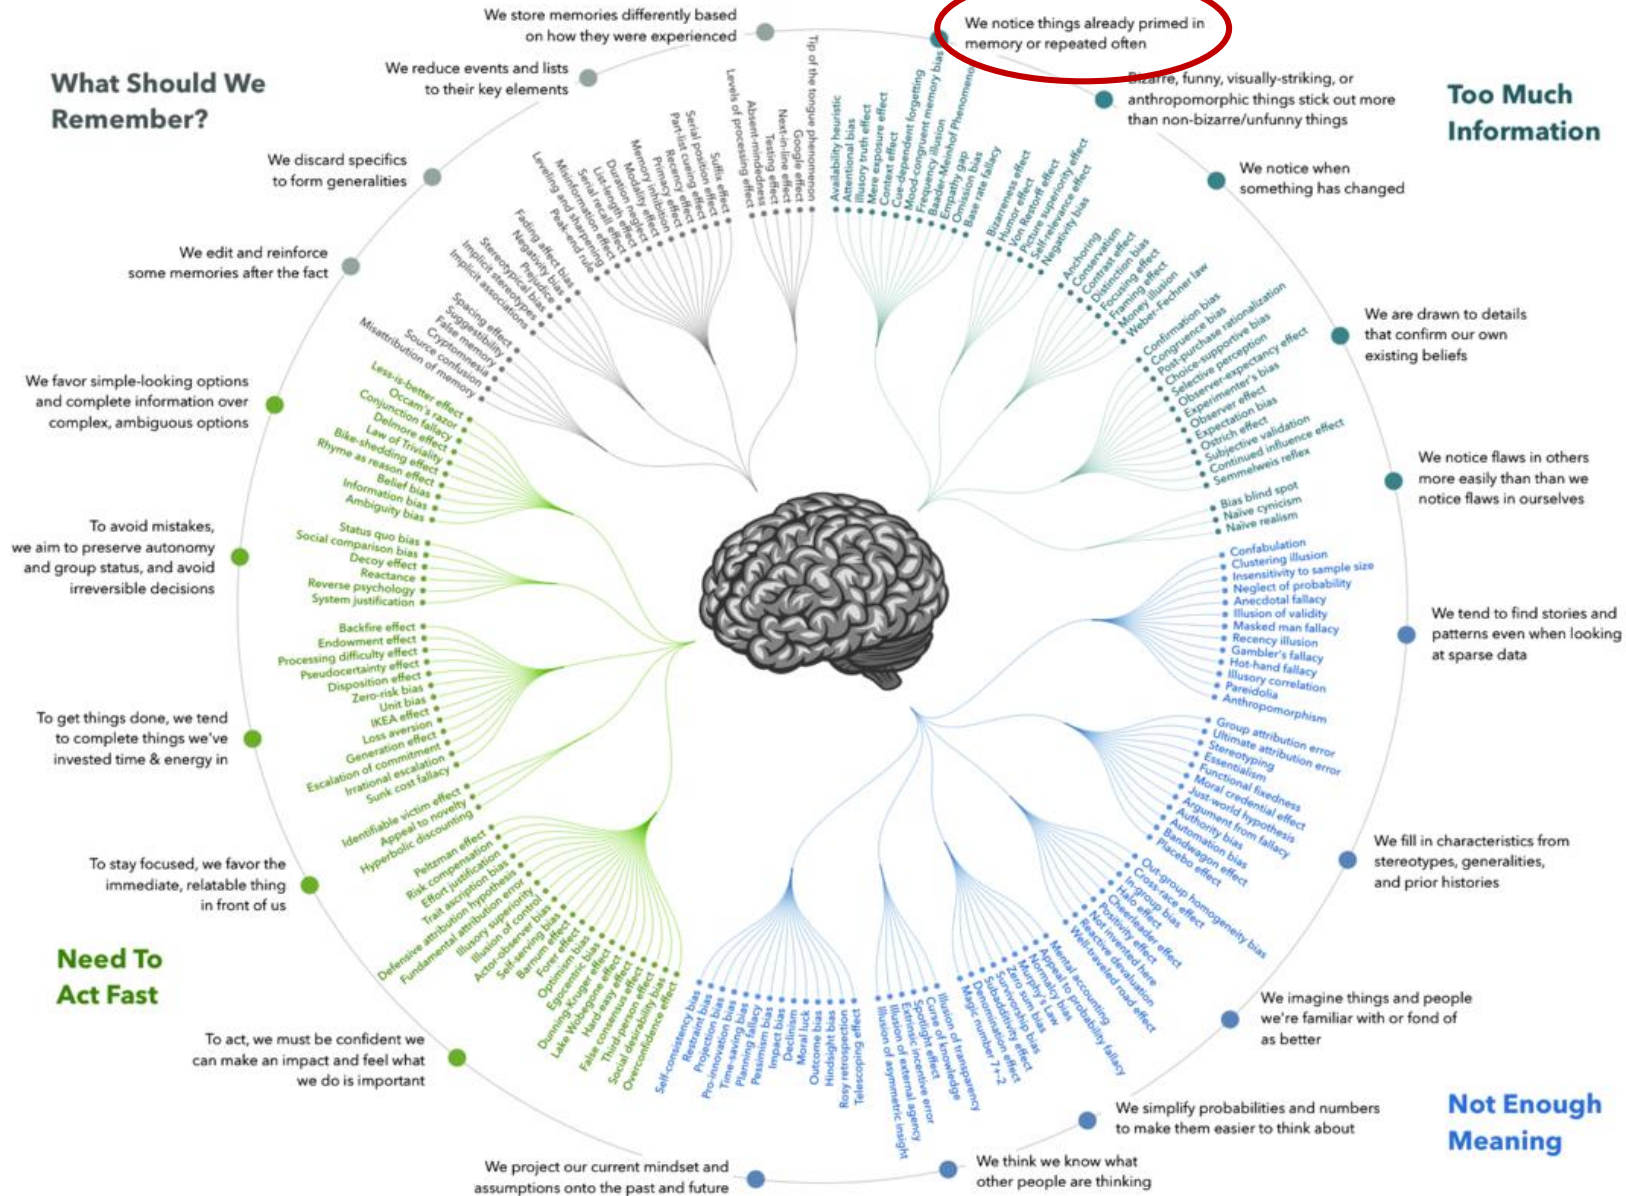 What Should We
Remember?
Too Much
Information
Need To
Act Fast
Not Enough
Meaning
We store memories differently based
on how they were experienced
We reduce events and lists
to their key elements
We discard specifics
to form generalities
We edit and reinforce
some memories after the fact
We favor simple-looking options
and complete information over
complex, ambiguous options
To avoid mistakes,
we aim to preserve autonomy
and group status, and avoid
irreversible decisions
To get things done, we tend
to complete things we've
invested time & energy in
To stay focused, we favor the
immediate, relatable thing
in front of us
To act, we must be confident we
can make an impact and feel what
we do is important
We project our current mindset and
assumptions onto the past and future
We think we know what
other people are thinking
We simplify probabilities and numbers
to make them easier to think about
We imagine things and people
we're familiar with or fond of
as better
We fill in characteristics from
stereotypes, generalities,
and prior histories
We tend to find stories and
patterns even when looking
at sparse data
We notice flaws in others
more easily than than we
notice flaws in ourselves
We are drawn to details
that confirm our own
existing beliefs
We notice when
something has changed
Bizarre, funny, visually-striking, or
anthropomorphic things stick out more
than non-bizarre/unfunny things
We notice things already primed in
memory or repeated often
Availability heuristic
Attentional bias
Illusory truth effect
Mere exposure effect
Context effect
Cue-dependent forgetting
Mood-congruent memory bias
Frequency illusion
Baader-Meinhof Phenomeno
Empathy gap
Omission bias
Base rate fallacy
Bizarreness effect
Humor effect
Von Restorff effect
Picture superiority effect
Self-relevance effect
Negativity bias
Anchoring
Conservatism
Contrast effect
Distinction bias
Focusing effect
Framing effect
Money illusion
Weber-Fechner law
Confirmation bias
Congruence bias
Post-purchase rationalization
Choice-supportive bias
Selective perception
Observer-expectancy effect
Experimenter's bias
Observer effect
Expectation bias
Ostrich effect
Subjective validation
Continued influence effect
Semmelweis reflex
Bias blind spot
Naïve cynicism
Naïve realism
Confabulation
Clustering illusion
Insensitivity to sample size
Neglect of probability
Anecdotal fallacy
Illusion of validity
Masked man fallacy
Recency illusion
Gambler's fallacy
Hot-hand fallacy
Illusory correlation
Pareidolia
Anthropomorphism
Group attribution error
Ultimate attribution error
Stereotyping
Essentialism
Functional fixedness
Moral credential effect
Just-world hypothesis
Argument from fallacy
Authority bias
Automation bias
Bandwagon effect
Placebo effect
Out-group homogeneity bias
Cross-race effect
In-group bias
Halo effect
Cheerleader effect
Positivity effect
Not invented here
Reactive devaluation
Well-traveled road effect
Mental accounting
Appeal to probability fallacy
Normalcy bias
Murphy's Law
Zero sum bias
Survivorship bias
Subadditivity effect
Denomination effect
Magic number 7+-2
Illusion of transparency
Curse of knowledge
Spotlight effect
Extrinsic incentive error
Illusion of external agency
Illusion of asymmetric insight
Telescoping effect
Rosy retrospection
Hindsight bias
Outcome bias
Moral luck
Declinism
Impact bias
Pessimism bias
Planning fallacy
Time-saving bias
Pro-innovation bias
Projection bias
Restraint bias
Self-consistency bias
Overconfidence effect
Social desirability bias
Third-person effect
False consensus effect
Hard-easy effect
Lake Wobegone effect
Dunning-Kruger effect
Egocentric bias
Optimism bias
Forer effect
Barnum effect
Self-serving bias
Actor-observer bias
Illusion of control
Illusory superiority
Fundamental attribution error
Defensive attribution hypothesis
Trait ascription bias
Effort justification
Risk compensation
Peltzman effect
Hyperbolic discounting
Appeal to novelty
Identifiable victim effect
Sunk cost fallacy
Irrational escalation
Escalation of commitment
Generation effect
Loss aversion
IKEA effect
Unit bias
Zero-risk bias
Disposition effect
Pseudocertainty effect
Processing difficulty effect
Endowment effect
Backfire effect
System justification
Reverse psychology
Reactance
Decoy effect
Social comparison bias
Status quo bias
Ambiguity bias
Information bias
Belief bias
Rhyme as reason effect
Bike-shedding effect
Law of Triviality
Delmore effect
Conjunction fallacy
Occam's razor
Less-is-better effect
Misattribution of memory
Source confusion
Cryptomnesia
False memory
Suggestibility
Spacing effect
Implicit associations
Implicit stereotypes
Stereotypical bias
Prejudice
Negativity bias
Fading affect bias
Peak-end rule
Leveling and sharpening
Misinformation effect
Serial recall effect
List-length effect
Duration neglect
Modality effect
Memory inhibition
Primacy effect
Recency effect
Part-list cueing effect
Serial position effect
Suffix effect
Levels of processing effect
Absent-mindedness
Testing effect
Next-in-line effect
Google effect
Tip of the tongue phenomenon